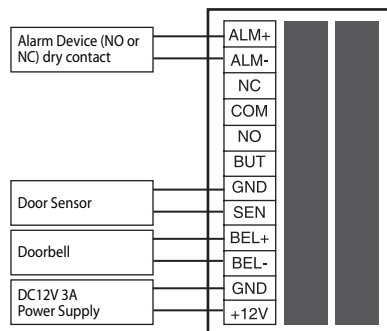 Alarm Device (NO or
NC) dry contact
Door Sensor
Doorbell
DC12V 3A
Power Supply
ALM+
ALM-
NC
COM
NO
BUT
GND
SEN
BEL+
BEL-
GND
+12V